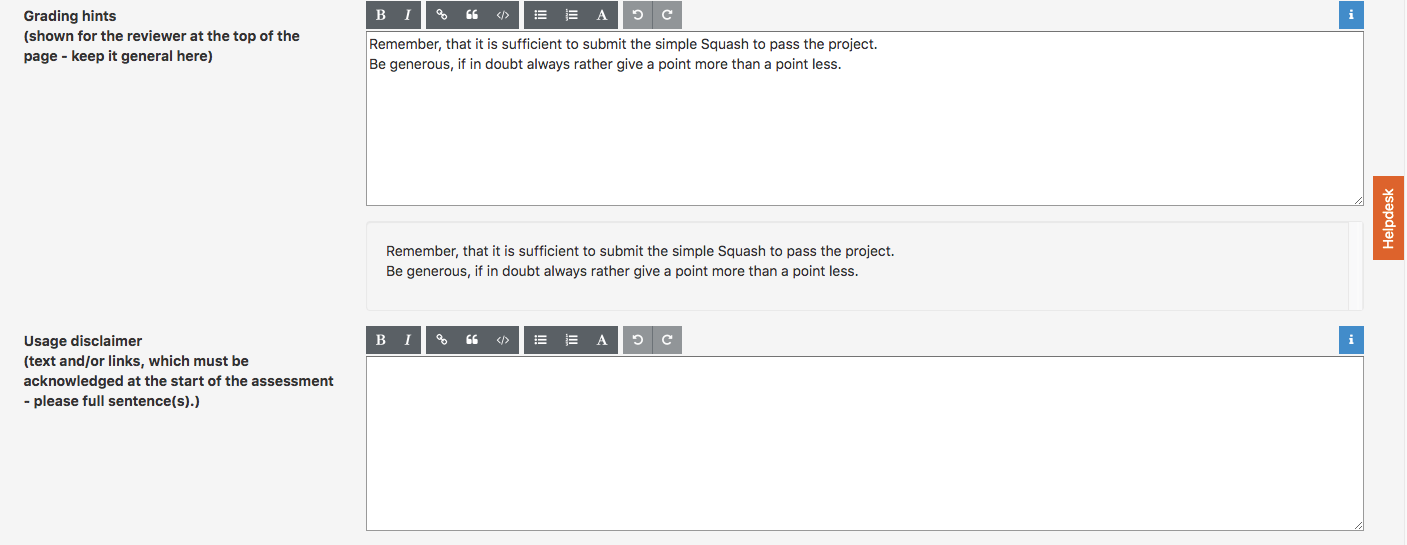 Grading hints
(shown for the reviewer at the top of the
page - keep it general here)
B I </> A i
Remember, that it is sufficient to submit the simple Squash to pass the project.
Be generous, if in doubt always rather give a point more than a point less.
Helpdesk
Remember, that it is sufficient to submit the simple Squash to pass the project.
Be generous, if in doubt always rather give a point more than a point less.
Usage disclaimer
(text and/or links, which must be
acknowledged at the start of the assessment
- please full sentence(s).)
B I </> A i